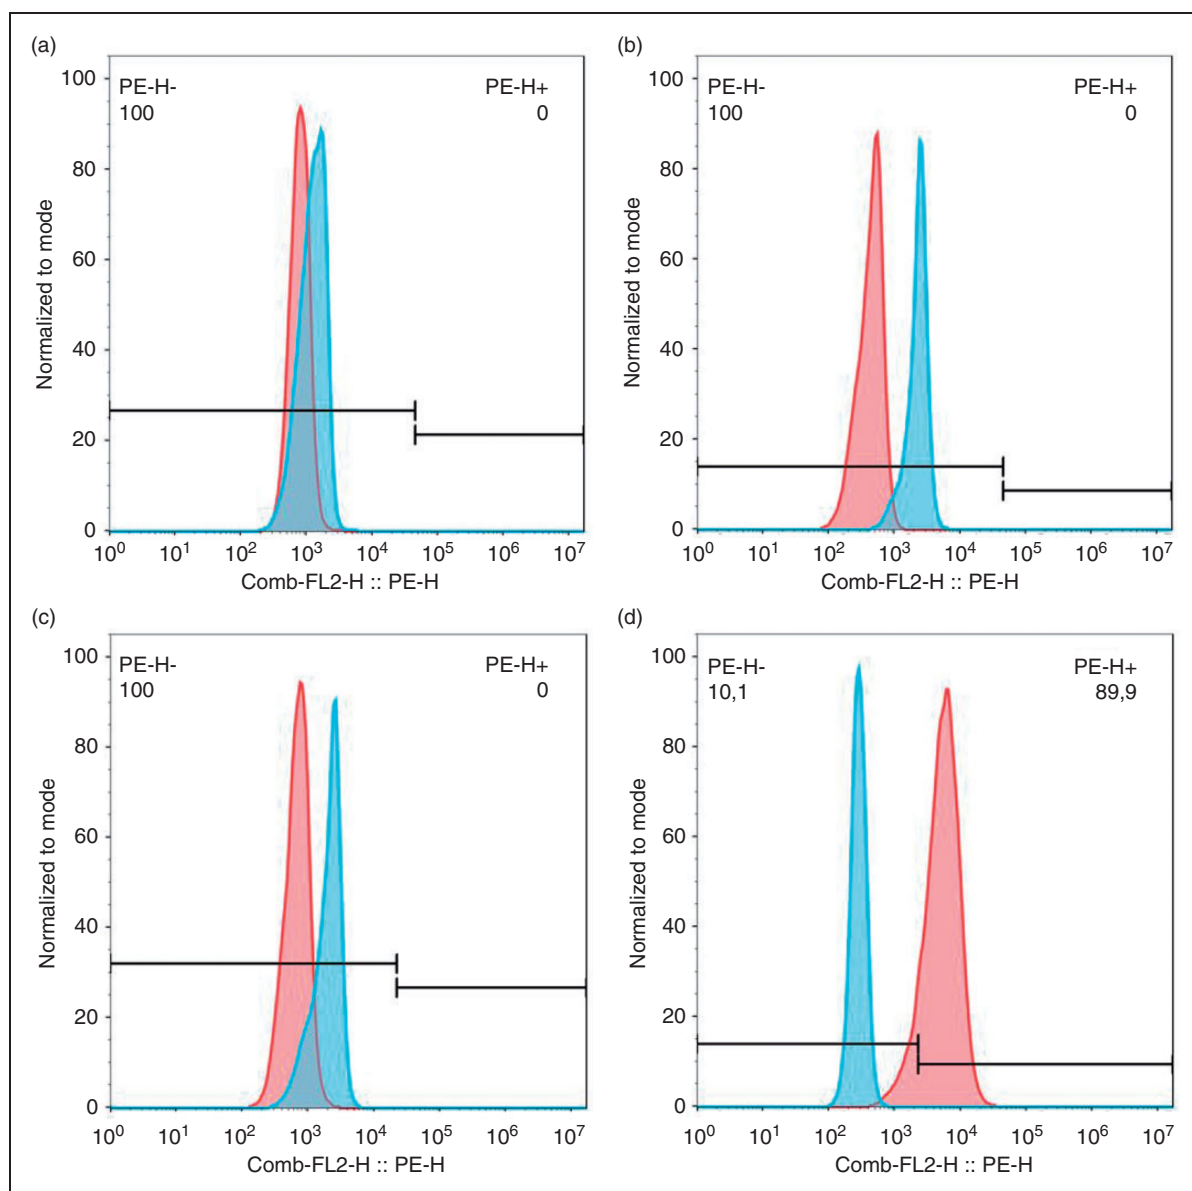 (a)
PE-H-
100
PE-H+
0
100
80
60
40
20
0
Normalized to mode
10⁰ 10¹ 10² 10³ 10⁴ 10⁵ 10⁶ 10⁷
Comb-FL2-H :: PE-H
(b)
PE-H-
100
PE-H+
0
100
80
60
40
20
0
Normalized to mode
10⁰ 10¹ 10² 10³ 10⁴ 10⁵ 10⁶ 10⁷
Comb-FL2-H :: PE-H
(c)
PE-H-
100
PE-H+
0
100
80
60
40
20
0
Normalized to mode
10⁰ 10¹ 10² 10³ 10⁴ 10⁵ 10⁶ 10⁷
Comb-FL2-H :: PE-H
(d)
PE-H-
10,1
PE-H+
89,9
100
80
60
40
20
0
Normalized to mode
10⁰ 10¹ 10² 10³ 10⁴ 10⁵ 10⁶ 10⁷
Comb-FL2-H :: PE-H